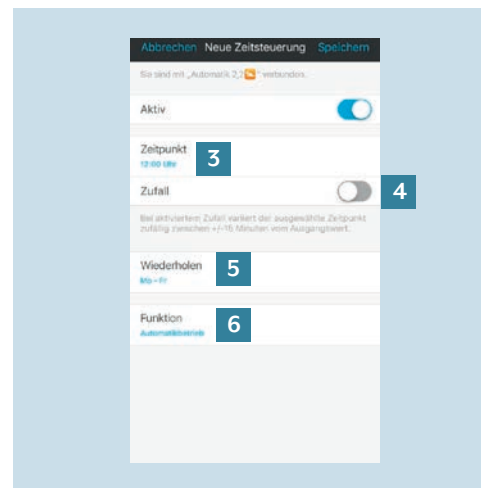 Abbrechen Neue Zeitsteuerung Speichern
Sie sind mit „Automatik 2,2 “ verbunden.
Aktiv
Zeitpunkt
12:00 Uhr
3
Zufall
4
Bei aktiviertem Zufall variiert der ausgewählte Zeitpunkt
zufällig zwischen +/-15 Minuten vom Ausgangswert.
Wiederholen
Mo - Fr
5
Funktion
Automatikbetrieb
6